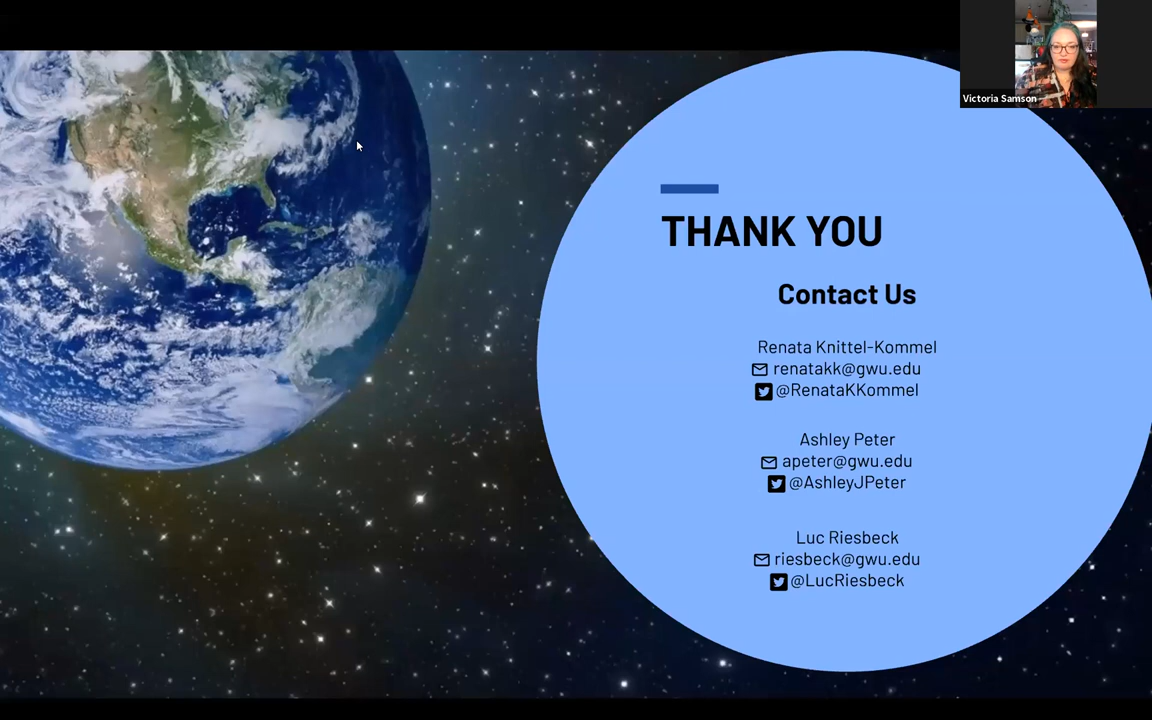 Victoria Samson
THANK YOU
Contact Us
Renata Knittel-Kommel
renatakk@gwu.edu
@RenataKKommel
Ashley Peter
apeter@gwu.edu
@AshleyJPeter
Luc Riesbeck
riesbeck@gwu.edu
@LucRiesbeck